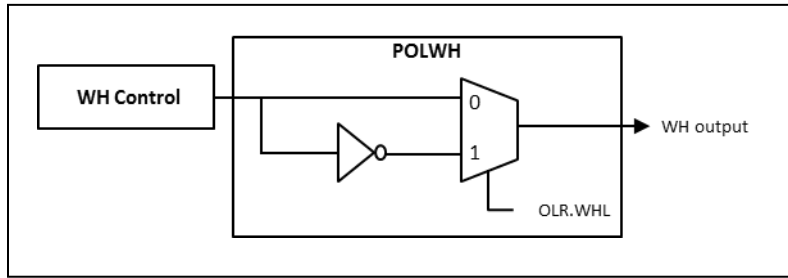 POLWH
WH Control
0
WH output
1
OLR.WHL